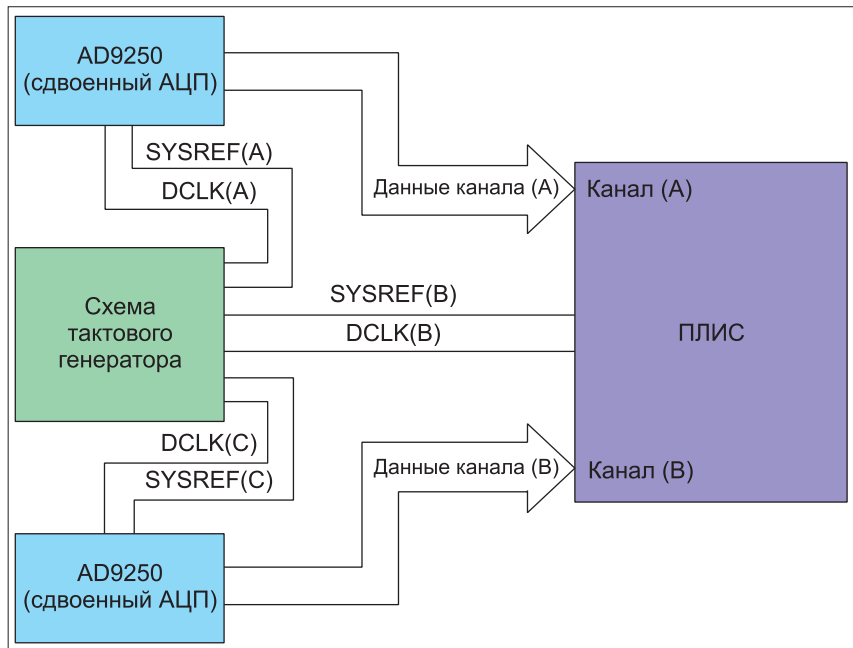 AD9250
(сдвоенный АЦП)
SYSREF(A)
DCLK(A)
Данные канала (A)
Канал (A)
Схема
тактового
генератора
SYSREF(B)
DCLK(B)
ПЛИС
DCLK(C)
SYSREF(C)
Данные канала (B)
Канал (B)
AD9250
(сдвоенный АЦП)